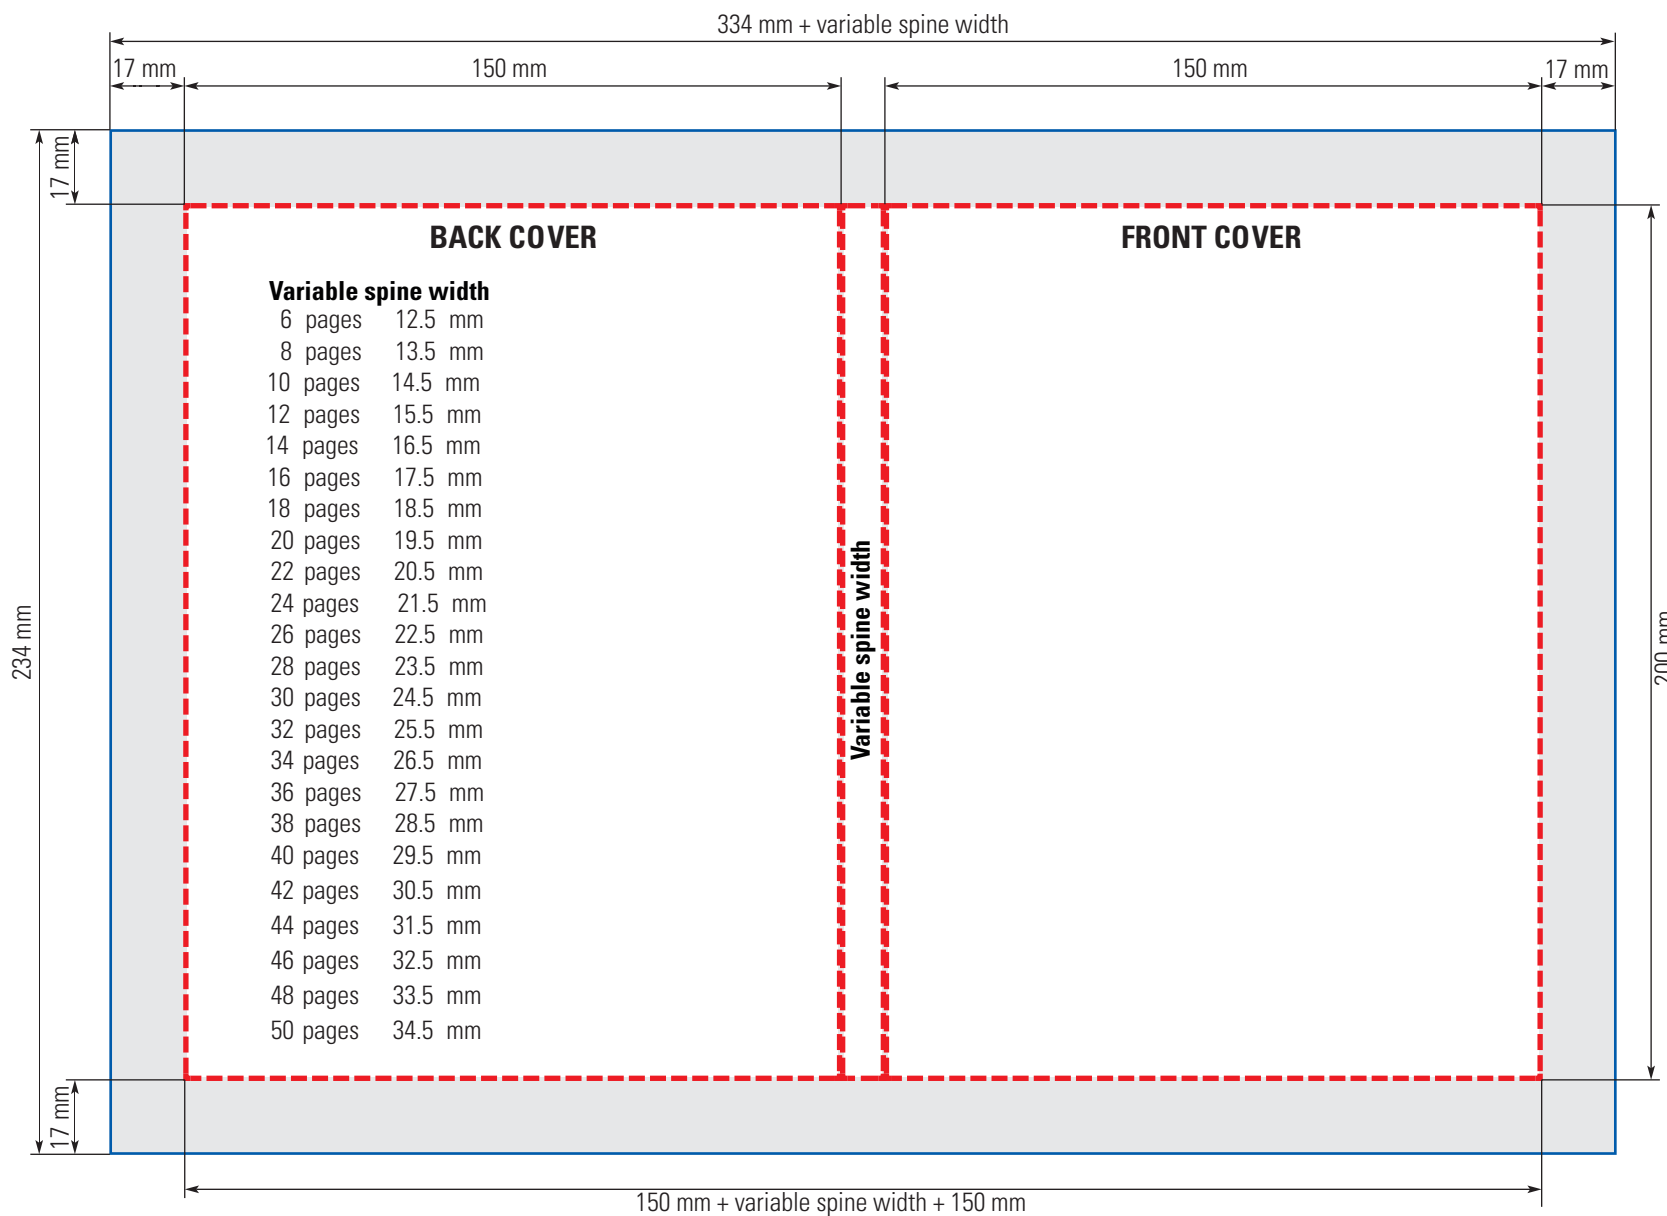 334 mm + variable spine width
17 mm 150 mm 150 mm 17 mm
17 mm
BACK COVER FRONT COVER
Variable spine width
6 pages 12.5 mm
8 pages 13.5 mm
10 pages 14.5 mm
12 pages 15.5 mm
14 pages 16.5 mm
16 pages 17.5 mm
18 pages 18.5 mm
20 pages 19.5 mm
22 pages 20.5 mm
24 pages 21.5 mm
26 pages 22.5 mm
28 pages 23.5 mm
30 pages 24.5 mm
32 pages 25.5 mm
34 pages 26.5 mm
36 pages 27.5 mm
38 pages 28.5 mm
40 pages 29.5 mm
42 pages 30.5 mm
44 pages 31.5 mm
46 pages 32.5 mm
48 pages 33.5 mm
50 pages 34.5 mm
Variable spine width
234 mm
200 mm
17 mm
150 mm + variable spine width + 150 mm